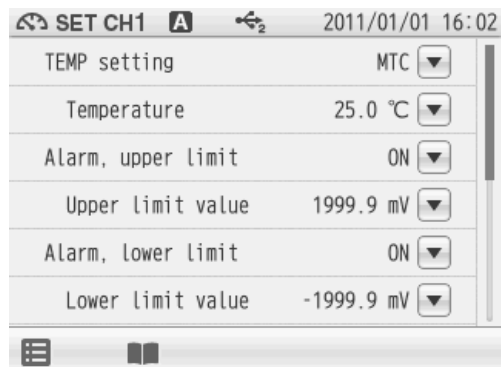 SET CH1 A 2 2011/01/01 16:02
TEMP setting MTC
Temperature 25.0 ℃
Alarm, upper limit ON
Upper limit value 1999.9 mV
Alarm, lower limit ON
Lower limit value -1999.9 mV